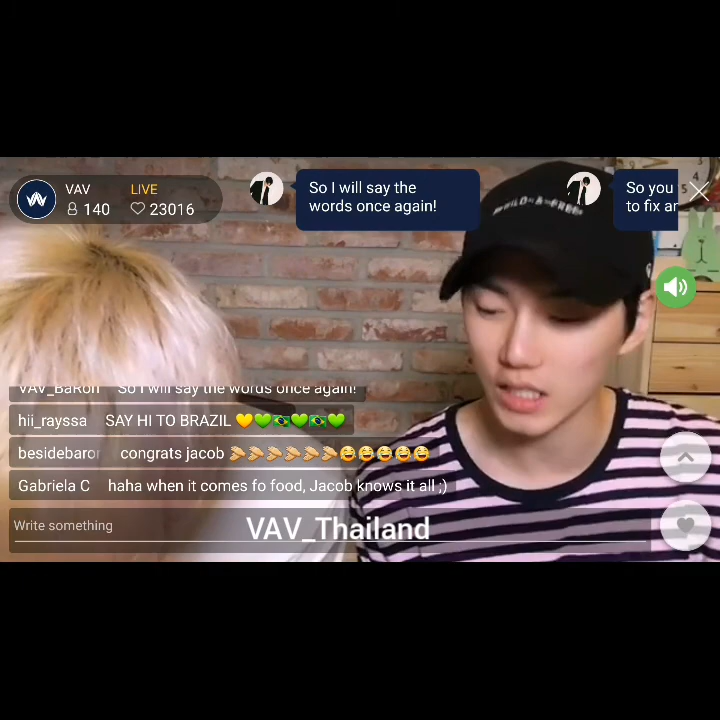 VAV LIVE
140 23016
So I will say the
words once again!
So you
to fix ar
VAV_BaRon So I will say the words once again!
hii_rayssa SAY HI TO BRAZIL 💛💚🇧🇷💚🇧🇷💚
besidebaror congrats jacob 👏👏👏👏👏👏😂😂😂😂😂
Gabriela C haha when it comes fo food, Jacob knows it all ;)
Write something
VAV_Thailand